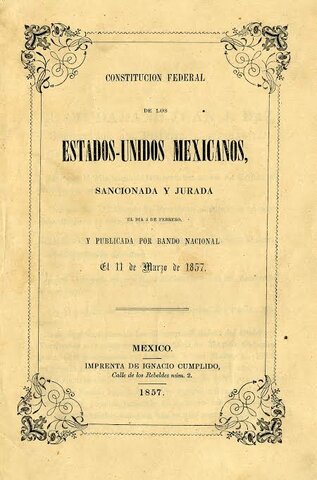 CONSTITUCION FEDERAL
DE LOS
ESTADOS-UNIDOS MEXICANOS,
SANCIONADA Y JURADA
EL DIA 5 DE FEBRERO,
Y PUBLICADA POR BANDO NACIONAL
El 11 de Marzo de 1857.
MEXICO.
IMPRENTA DE IGNACIO CUMPLIDO,
Calle de los Rebeldes núm. 2.
1857.